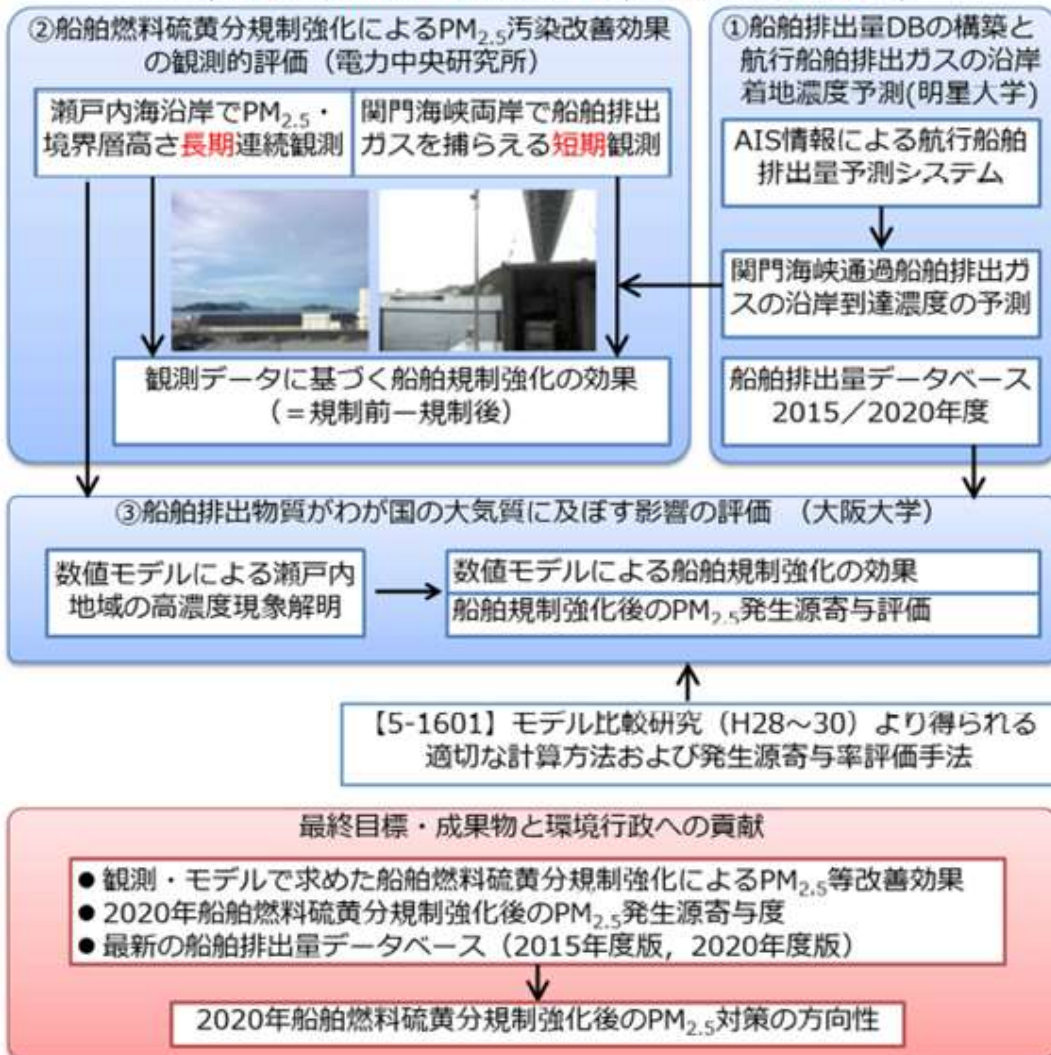 ②船舶燃料硫黄分規制強化によるPM2.5汚染改善効果
の観測的評価（電力中央研究所）
瀬戸内海沿岸でPM2.5・
境界層高さ長期連続観測
関門海峡両岸で船舶排出
ガスを捕らえる短期観測
観測データに基づく船舶規制強化の効果
（＝規制前ー規制後）
①船舶排出量DBの構築と
航行船舶排出ガスの沿岸
着地濃度予測(明星大学)
AIS情報による航行船舶
排出量予測システム
関門海峡通過船舶排出ガ
スの沿岸到達濃度の予測
船舶排出量データベース
2015／2020年度
③船舶排出物質がわが国の大気質に及ぼす影響の評価 （大阪大学）
数値モデルによる瀬戸内
地域の高濃度現象解明
数値モデルによる船舶規制強化の効果
船舶規制強化後のPM2.5発生源寄与評価
【5-1601】モデル比較研究（H28～30）より得られる
適切な計算方法および発生源寄与率評価手法
最終目標・成果物と環境行政への貢献
● 観測・モデルで求めた船舶燃料硫黄分規制強化によるPM2.5等改善効果
● 2020年船舶燃料硫黄分規制強化後のPM2.5発生源寄与度
● 最新の船舶排出量データベース（2015年度版，2020年度版）
2020年船舶燃料硫黄分規制強化後のPM2.5対策の方向性